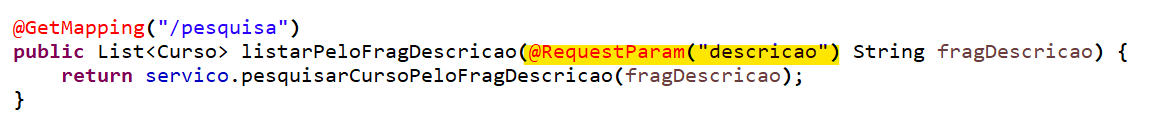 @GetMapping("/pesquisa")
public List<Curso> listarPeloFragDescricao(@RequestParam("descricao") String fragDescricao) {
    return servico.pesquisarCursoPeloFragDescricao(fragDescricao);
}